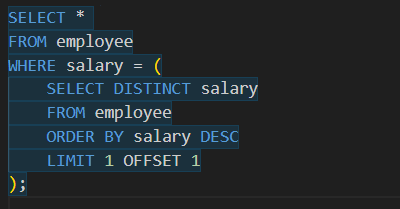 SELECT *
FROM employee
WHERE salary = (
    SELECT DISTINCT salary
    FROM employee
    ORDER BY salary DESC
    LIMIT 1 OFFSET 1
);